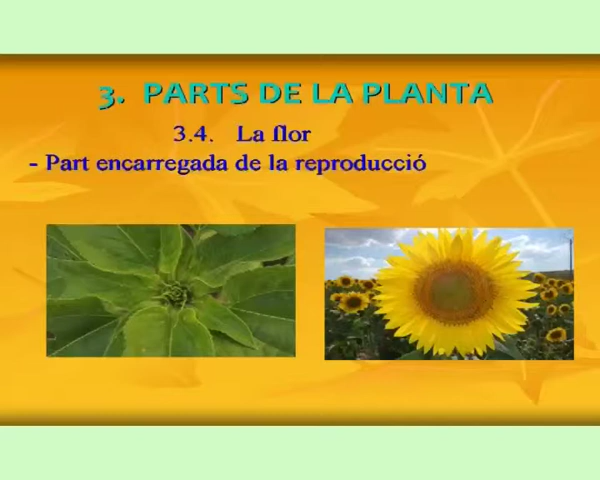 3. PARTS DE LA PLANTA
3.4. La flor
- Part encarregada de la reproducció